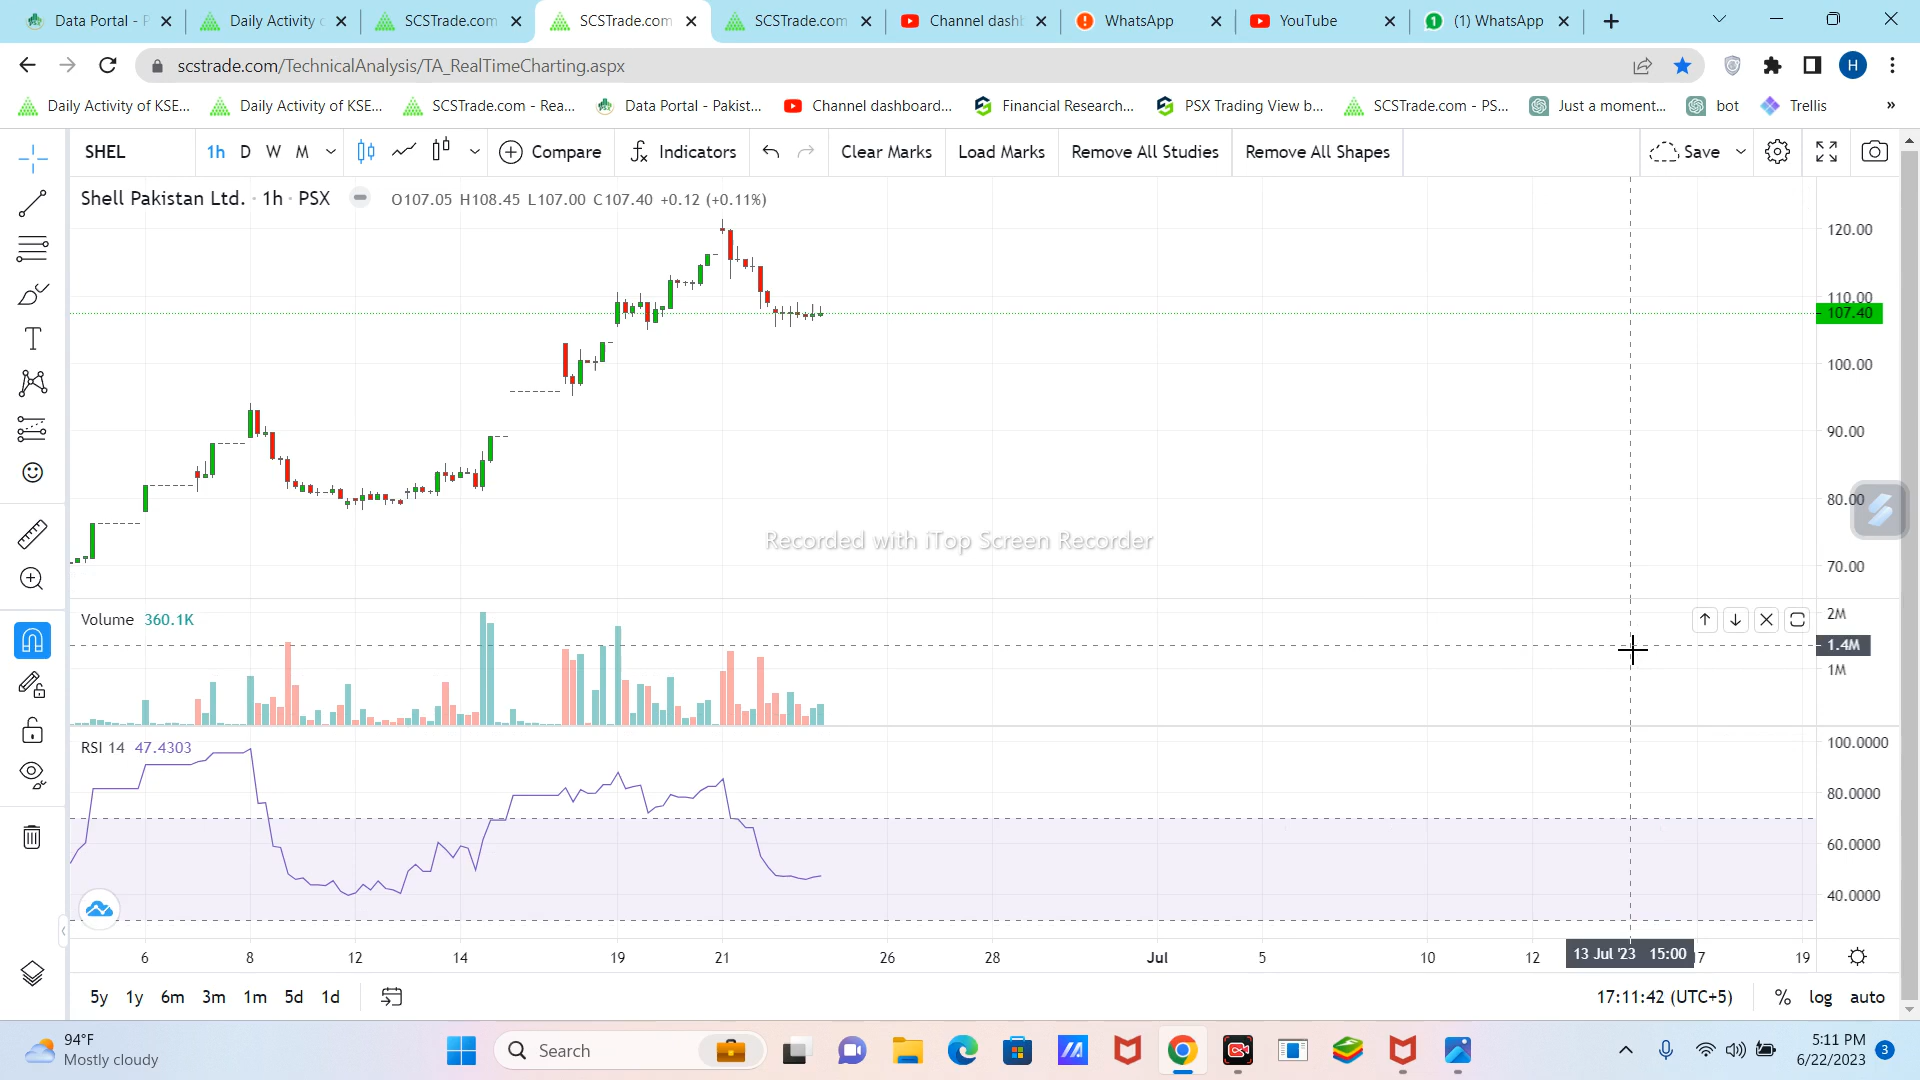 Data Portal - P
Daily Activity o
SCSTrade.com
SCSTrade.com
SCSTrade.com
Channel dash
WhatsApp
YouTube
(1) WhatsApp
scstrade.com/TechnicalAnalysis/TA_RealTimeCharting.aspx
H
Daily Activity of KSE...
Daily Activity of KSE...
SCSTrade.com - Rea...
Data Portal - Pakist...
Channel dashboard...
Financial Research...
PSX Trading View b...
SCSTrade.com - PS...
Just a moment...
bot
Trellis
»
SHEL
1h D W M
Compare
Indicators
Clear Marks
Load Marks
Remove All Studies
Remove All Shapes
Save
Shell Pakistan Ltd. · 1h · PSX
O107.05 H108.45 L107.00 C107.40 +0.12 (+0.11%)
120.00
110.00
107.40
100.00
90.00
80.00
70.00
Recorded with iTop Screen Recorder
Volume 360.1K
2M
1.4M
1M
RSI 14 47.4303
100.0000
80.0000
60.0000
40.0000
6 8 12 14 19 21 26 28 Jul 5 10 12 13 Jul '23 15:00 17 19
5y 1y 6m 3m 1m 5d 1d
17:11:42 (UTC+5)
% log auto
94°F
Mostly cloudy
Search
5:11 PM
6/22/2023
3